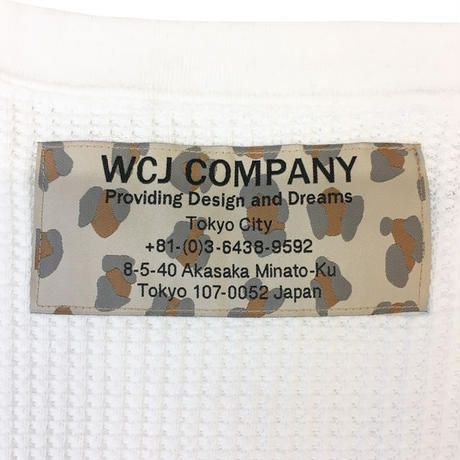 WCJ COMPANY
Providing Design and Dreams
Tokyo City
+81-(0)3-6438-9592
8-5-40 Akasaka Minato-Ku
Tokyo 107-0052 Japan